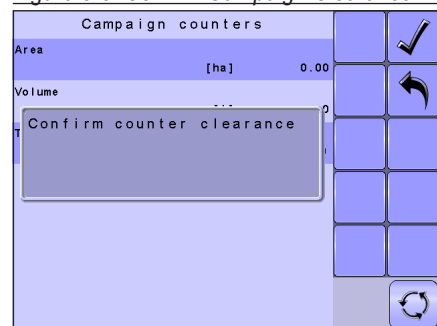 Campaign counters
Area
[ha] 0.00
Volume
Confirm counter clearance